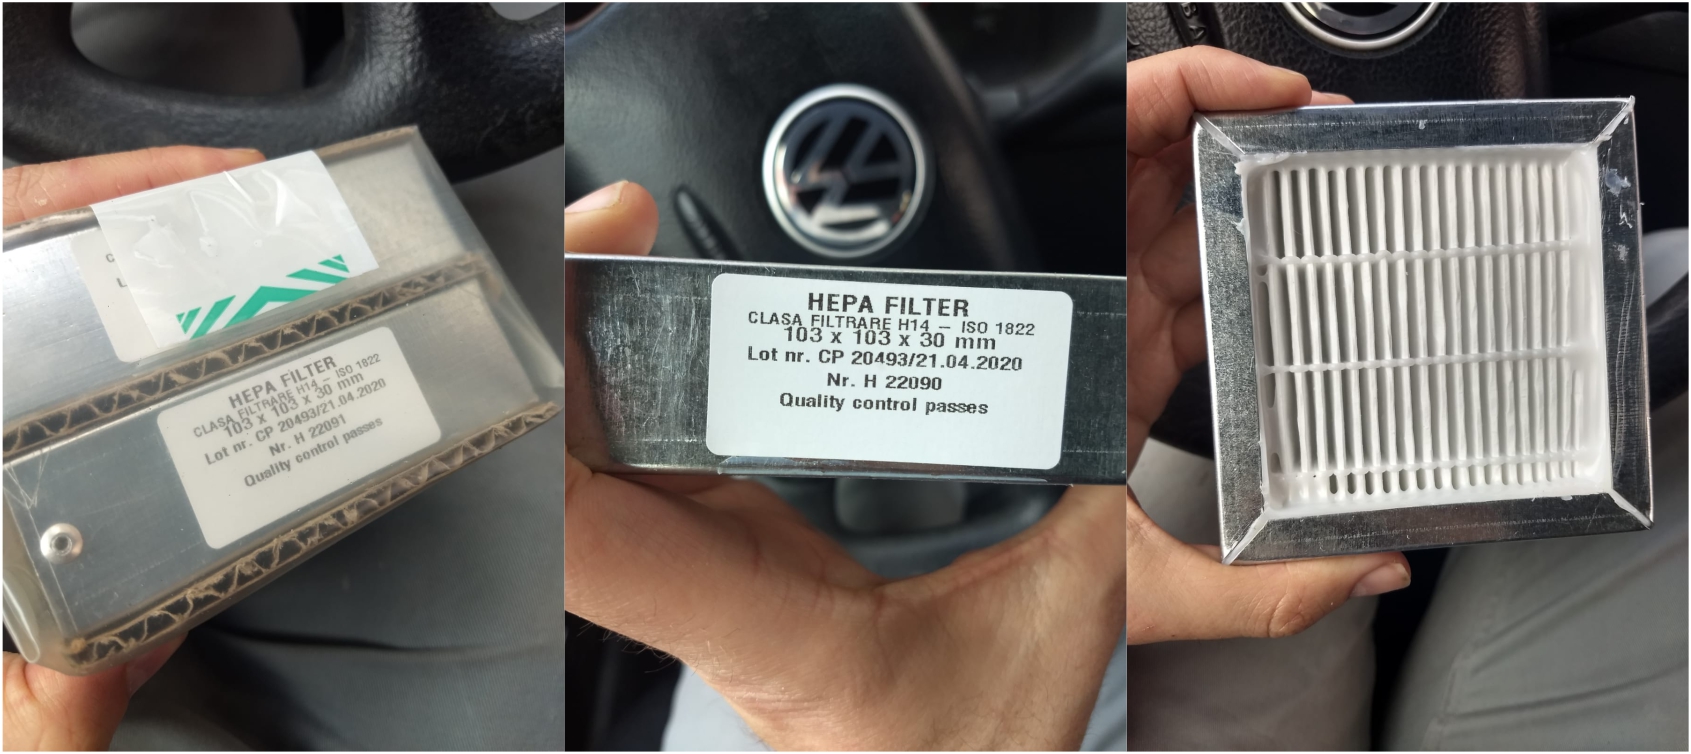 C
L
HEPA FILTER
CLASA FILTRARE H14 – ISO 1822
103 x 103 x 30 mm
Lot nr. CP 20493/21.04.2020
Nr. H 22091
Quality control passes
HEPA FILTER
CLASA FILTRARE H14 – ISO 1822
103 x 103 x 30 mm
Lot nr. CP 20493/21.04.2020
Nr. H 22090
Quality control passes